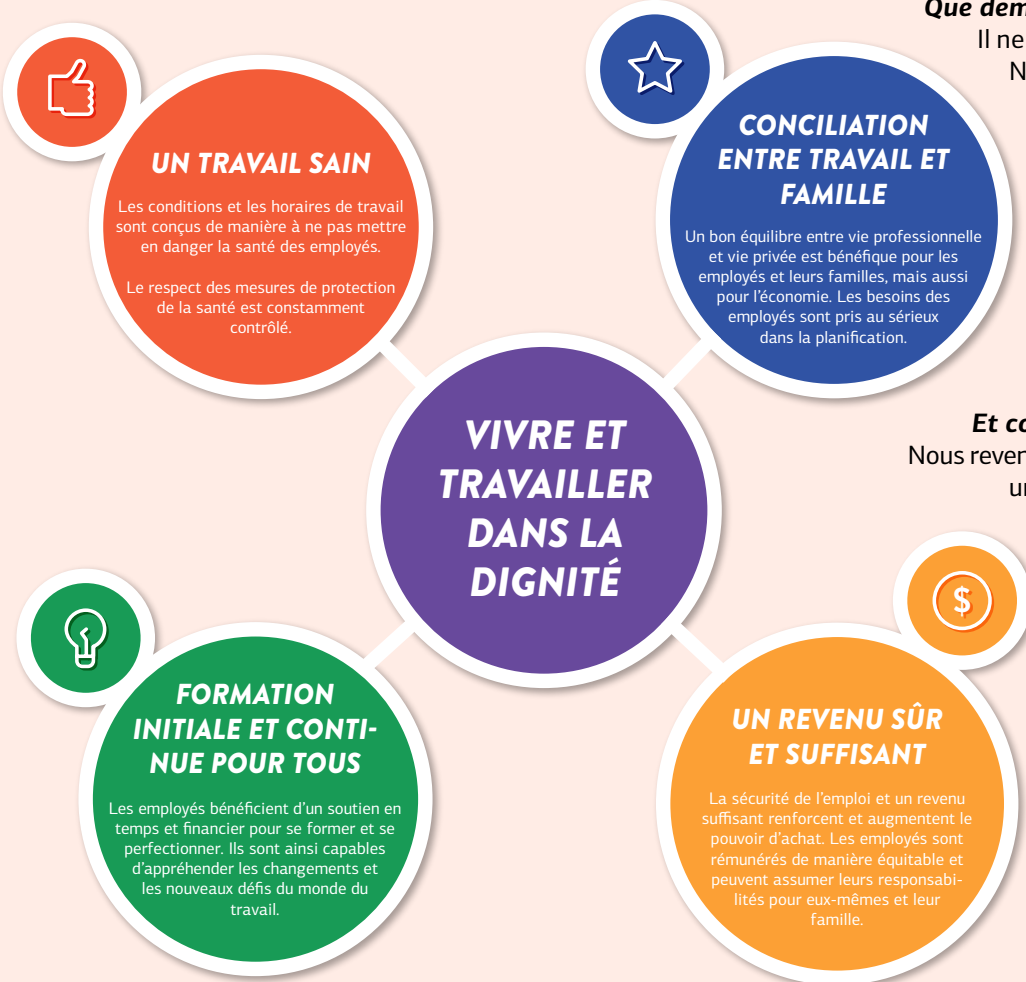 Que dem
Il ne
N
UN TRAVAIL SAIN
Les conditions et les horaires de travail
sont conçus de manière à ne pas mettre
en danger la santé des employés.
Le respect des mesures de protection
de la santé est constamment
contrôlé.
CONCILIATION
ENTRE TRAVAIL ET
FAMILLE
Un bon équilibre entre vie professionnelle
et vie privée est bénéfique pour les
employés et leurs familles, mais aussi
pour l'économie. Les besoins des
employés sont pris au sérieux
dans la planification.
VIVRE ET
TRAVAILLER
DANS LA
DIGNITÉ
Et co
Nous reven
un
FORMATION
INITIALE ET CONTI-
NUE POUR TOUS
Les employés bénéficient d'un soutien en
temps et financier pour se former et se
perfectionner. Ils sont ainsi capables
d'appréhender les changements et
les nouveaux défis du monde du
travail.
$
UN REVENU SÛR
ET SUFFISANT
La sécurité de l'emploi et un revenu
suffisant renforcent et augmentent le
pouvoir d'achat. Les employés sont
rémunérés de manière équitable et
peuvent assumer leurs responsabi-
lités pour eux-mêmes et leur
famille.